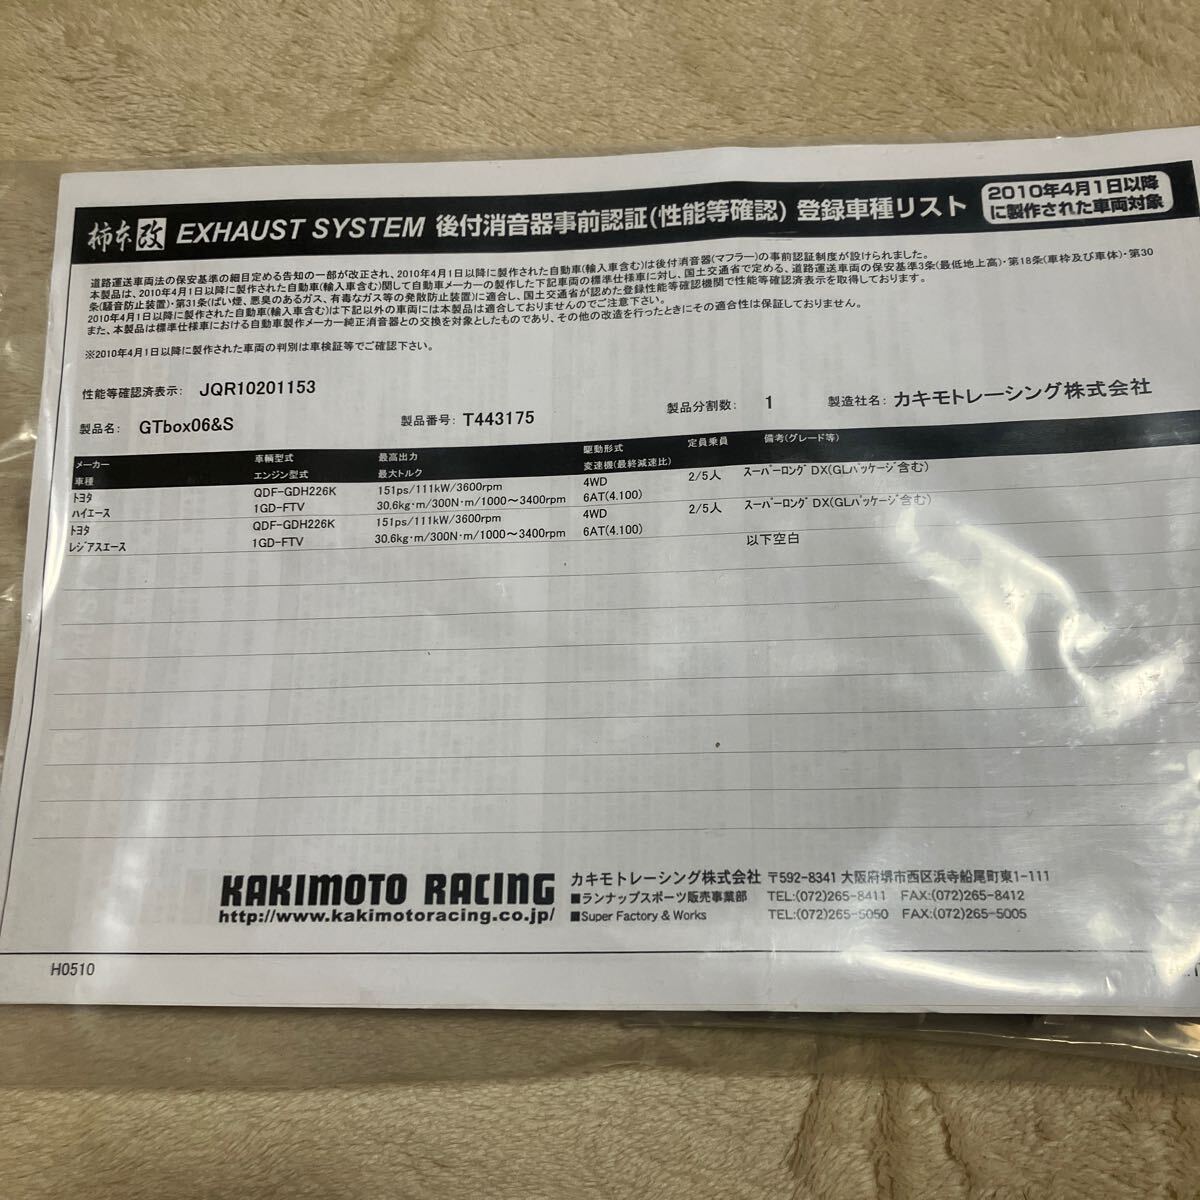 柿本改 EXHAUST SYSTEM 後付消音器事前認証(性能等確認) 登録車種リスト
2010年4月1日以降
に製作された車両対象
道路運送車両法の保安基準の細目定める告知の一部が改正され、2010年4月1日以降に製作された自動車(輸入車含む)は後付消音器(マフラー)の事前認証制度が設けられました。
本製品は、2010年4月1日以降に製作された自動車(輸入車含む)関して自動車メーカーの製作した下記車両の標準仕様車に対し、国土交通省で定める、道路運送車両の保安基準3条(最低地上高)・第18条(車枠及び車体)・第30
条(騒音防止装置)・第31条(ばい煙、悪臭のあるガス、有毒なガス等の発散防止装置)に適合し、国土交通省が認めた登録性能等確認機関で性能等確認済表示を取得しております。
2010年4月1日以降に製作された自動車(輸入車含む)は下記以外の車両には本製品は適合しておりませんのでご注意下さい。
また、本製品は標準仕様車における自動車製作メーカー純正消音器との交換を対象としたものであり、その他の改造を行ったときにその適合性は保証しておりません。
※2010年4月1日以降に製作された車両の判別は車検証等でご確認下さい。
性能等確認済表示: JQR10201153
製品名: GTbox06&S 製品番号: T443175 製品分割数: 1 製造社名: カキモトレーシング株式会社
メーカー 車輌型式 最高出力 駆動形式 定員乗員 備考(グレード等)
車種 エンジン型式 最大トルク 変速機(最終減速比)
トヨタ QDF-GDH226K 151ps/111kW/3600rpm 4WD 2/5人 スーパーロング DX(GLパッケージ含む)
ハイエース 1GD-FTV 30.6kg・m/300N・m/1000～3400rpm 6AT(4.100)
トヨタ QDF-GDH226K 151ps/111kW/3600rpm 4WD 2/5人 スーパーロング DX(GLパッケージ含む)
レジアスエース 1GD-FTV 30.6kg・m/300N・m/1000～3400rpm 6AT(4.100)
以下空白
KAKIMOTO RACING カキモトレーシング株式会社 〒592-8341 大阪府堺市西区浜寺船尾町東1-111
■ランナップスポーツ販売事業部 TEL:(072)265-8411 FAX:(072)265-8412
http://www.kakimotoracing.co.jp/ ■Super Factory & Works TEL:(072)265-5050 FAX:(072)265-5005
H0510